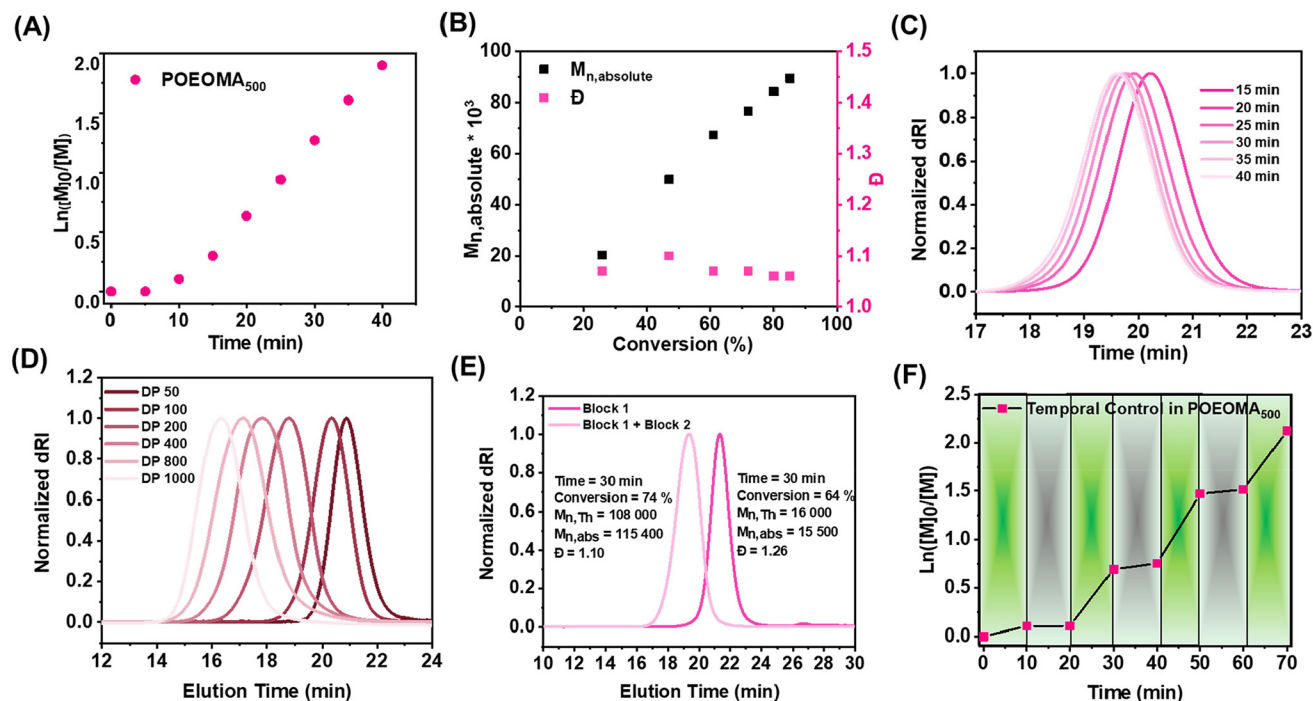 (A)
2.0
1.5
1.0
0.5
0.0
Ln([M]0/[M])
POEOMA500
0 10 20 30 40
Time (min)
(B)
100
80
60
40
20
0
Mn,absolute * 10^3
Mn,absolute
Đ
1.5
1.4
1.3
1.2
1.1
1.0
Đ
0 20 40 60 80 100
Conversion (%)
(C)
1.0
0.8
0.6
0.4
0.2
0.0
Normalized dRI
15 min
20 min
25 min
30 min
35 min
40 min
17 18 19 20 21 22 23
Time (min)
(D)
1.2
1.0
0.8
0.6
0.4
0.2
0.0
Normalized dRI
DP 50
DP 100
DP 200
DP 400
DP 800
DP 1000
12 14 16 18 20 22 24
Elution Time (min)
(E)
1.2
1.0
0.8
0.6
0.4
0.2
0.0
Normalized dRI
Block 1
Block 1 + Block 2
Time = 30 min
Conversion = 74 %
Mn,Th = 108 000
Mn,abs = 115 400
Đ = 1.10
Time = 30 min
Conversion = 64 %
Mn,Th = 16 000
Mn,abs = 15 500
Đ = 1.26
10 12 14 16 18 20 22 24 26 28 30
Elution Time (min)
(F)
2.5
2.0
1.5
1.0
0.5
0.0
Ln([M]0/[M])
Temporal Control in POEOMA500
0 10 20 30 40 50 60 70
Time (min)